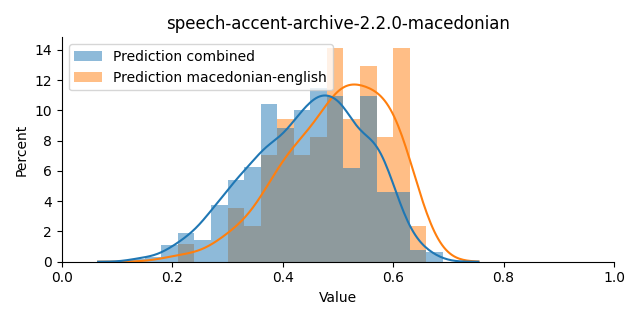 speech-accent-archive-2.2.0-macedonian
Prediction combined
Prediction macedonian-english
Percent
14
12
10
8
6
4
2
0
0.0 0.2 0.4 0.6 0.8 1.0
Value